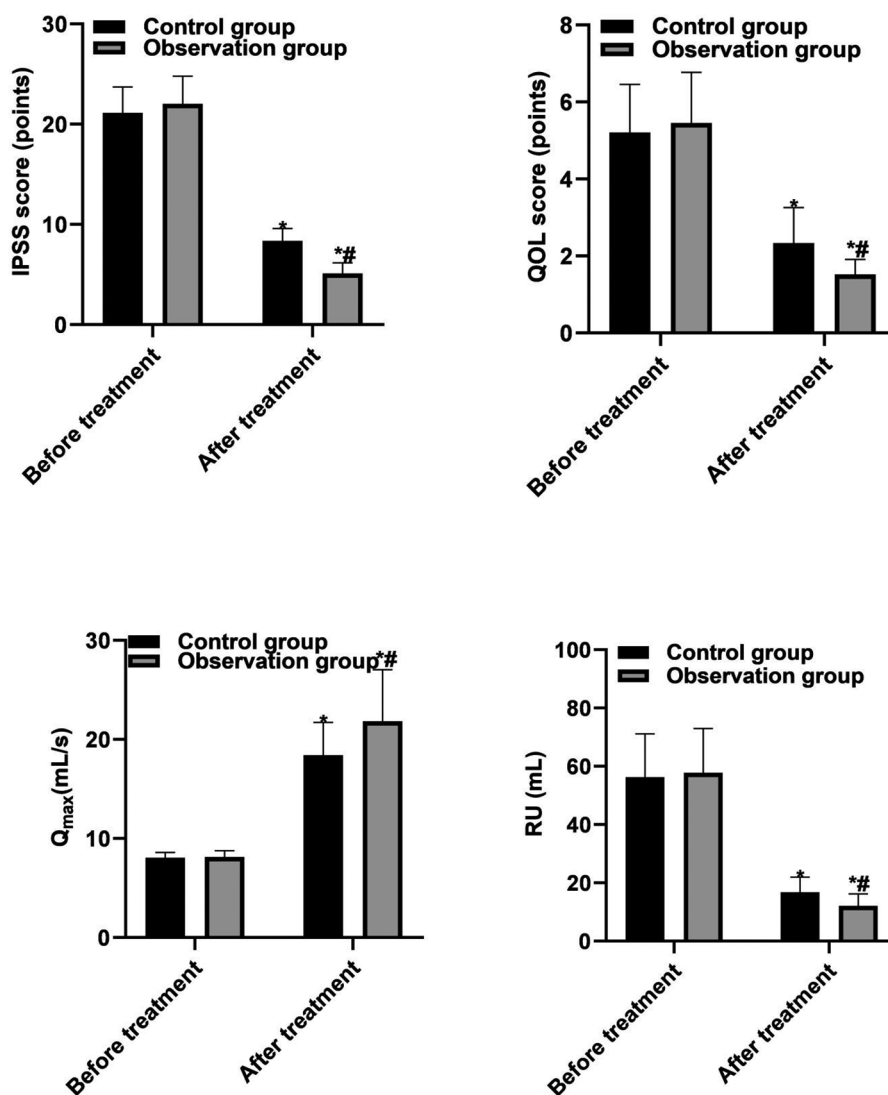 Control group
Observation group
IPSS score (points)
30
20
10
0
*
*#
Before treatment
After treatment
Control group
Observation group
QOL score (points)
8
6
4
2
0
*
*#
Before treatment
After treatment
Control group
Observation group
Qmax(mL/s)
30
20
10
0
*
*#
Before treatment
After treatment
Control group
Observation group
RU (mL)
100
80
60
40
20
0
*
*#
Before treatment
After treatment